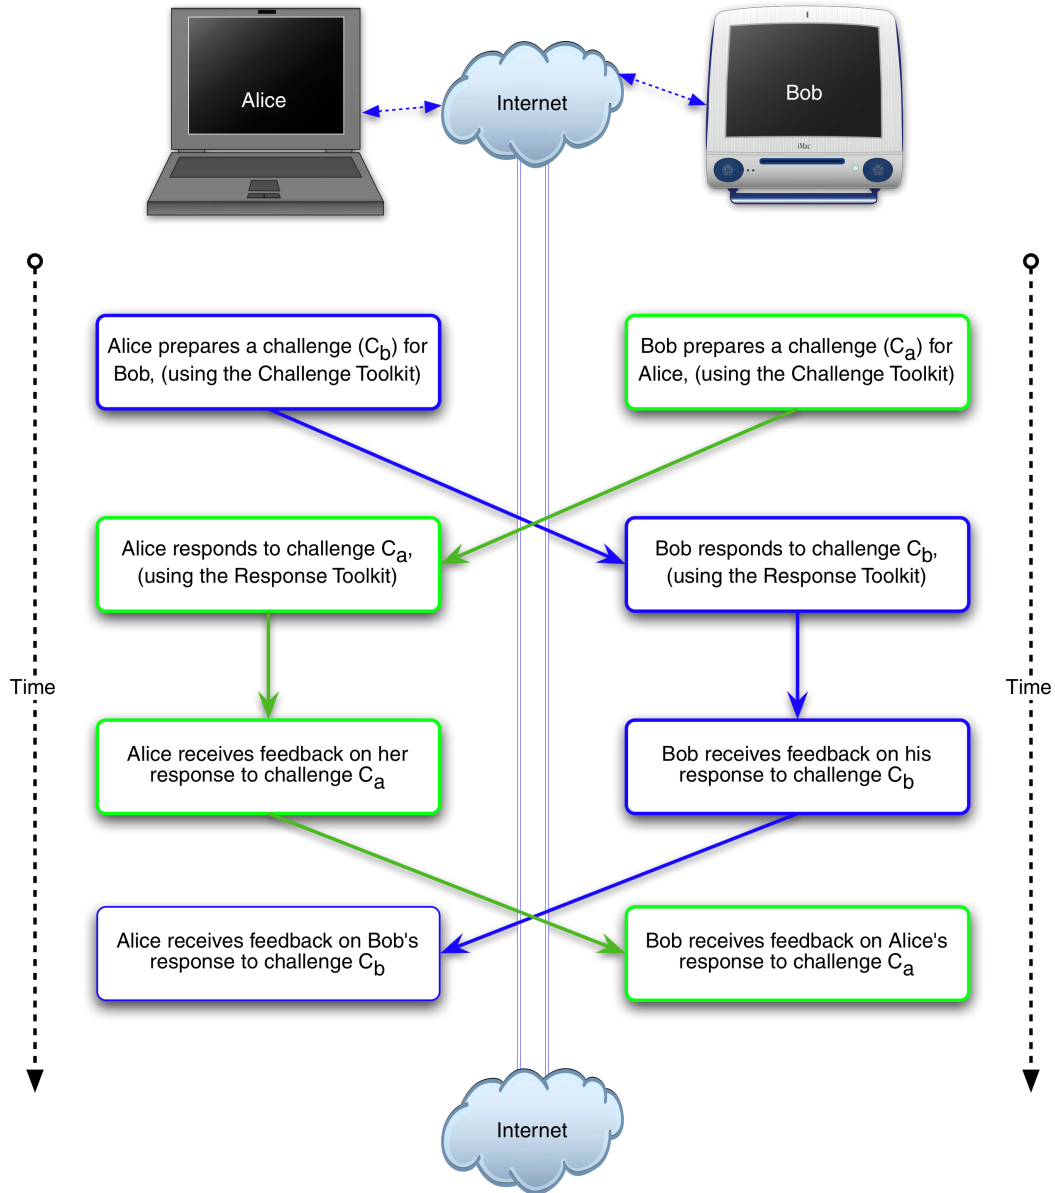 Alice
Internet
Bob
iMac
Alice prepares a challenge (Cb) for
Bob, (using the Challenge Toolkit)
Bob prepares a challenge (Ca) for
Alice, (using the Challenge Toolkit)
Alice responds to challenge Ca,
(using the Response Toolkit)
Bob responds to challenge Cb,
(using the Response Toolkit)
Time
Time
Alice receives feedback on her
response to challenge Ca
Bob receives feedback on his
response to challenge Cb
Alice receives feedback on Bob's
response to challenge Cb
Bob receives feedback on Alice's
response to challenge Ca
Internet